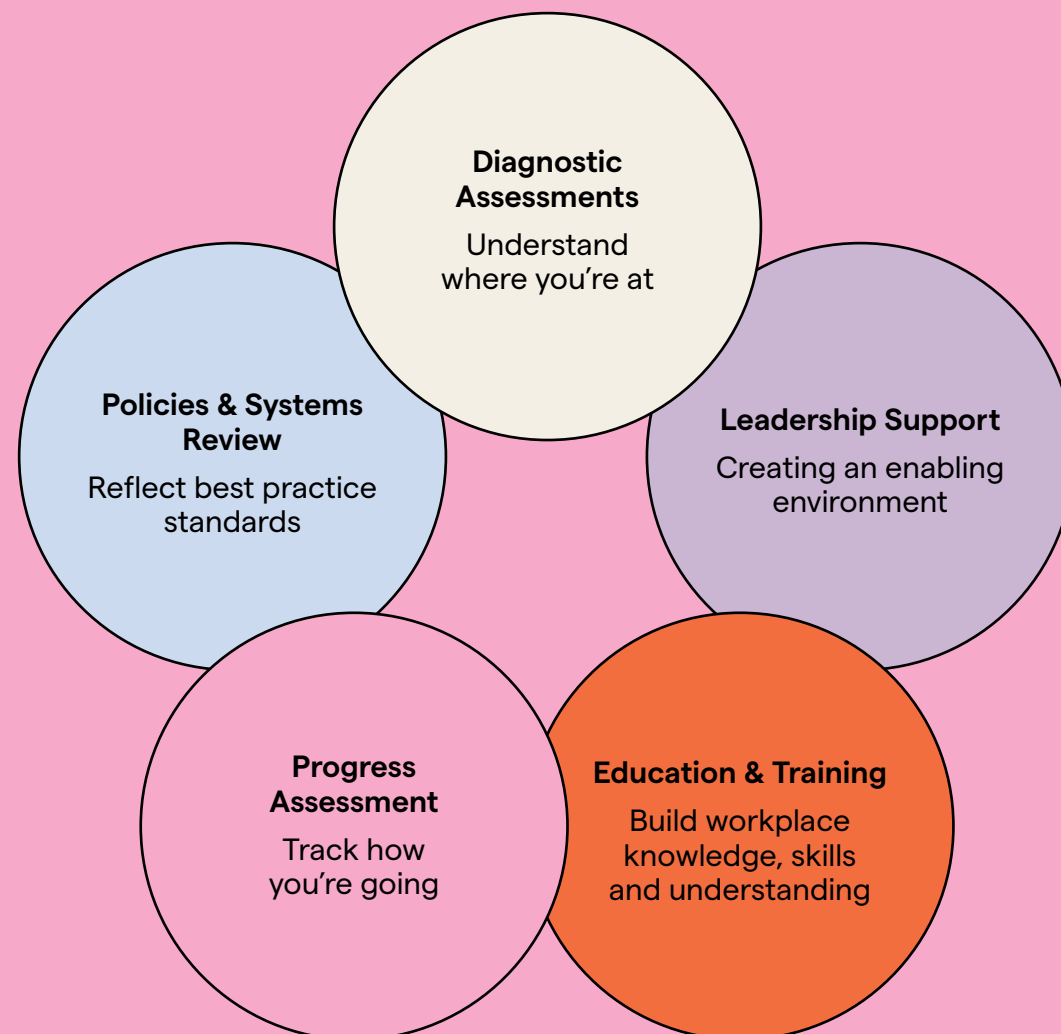 Diagnostic
Assessments
Understand
where you’re at
Policies & Systems
Review
Reflect best practice
standards
Leadership Support
Creating an enabling
environment
Progress
Assessment
Track how
you’re going
Education & Training
Build workplace
knowledge, skills
and understanding